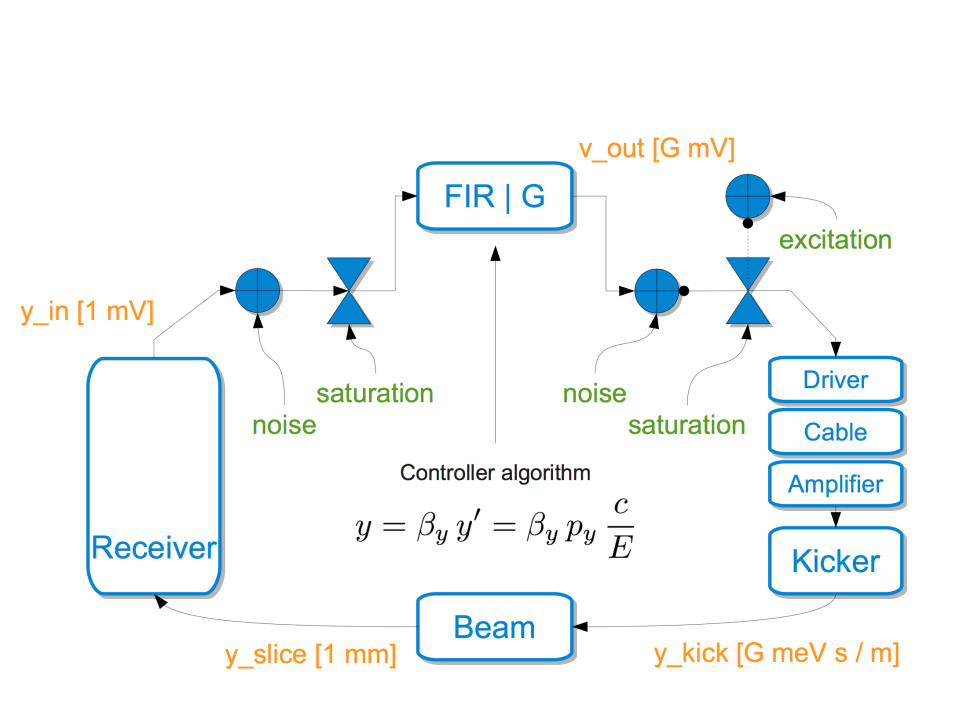 v_out [G mV]
FIR | G
excitation
y_in [1 mV]
saturation
noise
noise
saturation
Driver
Cable
Amplifier
Controller algorithm
y = β_y y′ = β_y p_y c/E
Receiver
Kicker
Beam
y_slice [1 mm]
y_kick [G meV s / m]